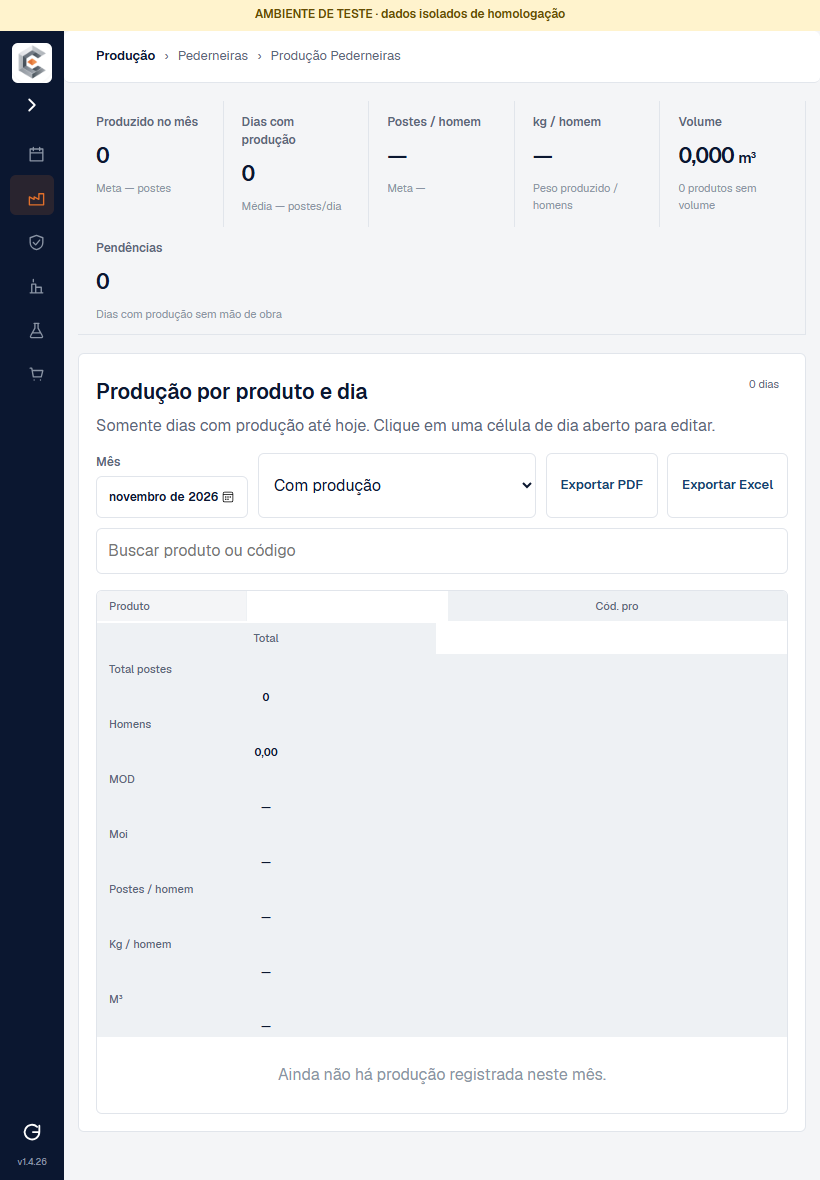 AMBIENTE DE TESTE · dados isolados de homologação
Produção › Pederneiras › Produção Pederneiras
Produzido no mês
0
Meta — postes
Dias com
produção
0
Média — postes/dia
Postes / homem
—
Meta —
kg / homem
—
Peso produzido /
homens
Volume
0,000 m³
0 produtos sem
volume
Pendências
0
Dias com produção sem mão de obra
Produção por produto e dia
0 dias
Somente dias com produção até hoje. Clique em uma célula de dia aberto para editar.
Mês
novembro de 2026
Com produção
Exportar PDF
Exportar Excel
Buscar produto ou código
Produto
Cód. pro
Total
Total postes
0
Homens
0,00
MOD
—
Moi
—
Postes / homem
—
Kg / homem
—
M³
—
Ainda não há produção registrada neste mês.
v1.4.26